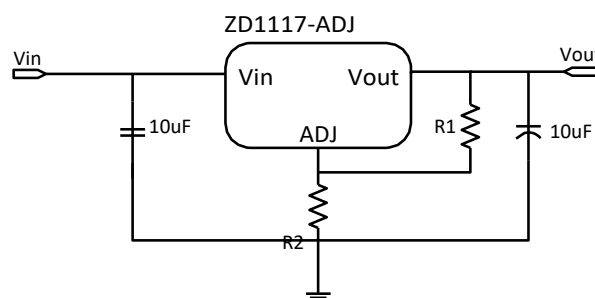 ZD1117-ADJ
Vin
Vout
Vin
Vout
10uF
R1
10uF
ADJ
R2